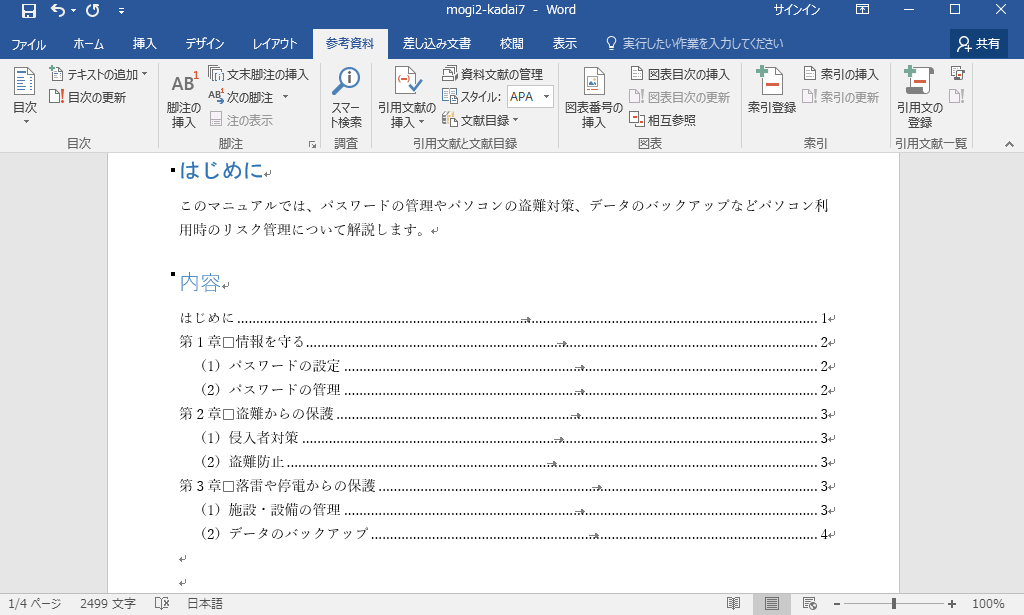 mogi2-kadai7 - Word
サインイン
ファイル ホーム 挿入 デザイン レイアウト 参考資料 差し込み文書 校閲 表示 実行したい作業を入力してください 共有
目次
テキストの追加
目次の更新
目次
AB1
脚注の
挿入
文末脚注の挿入
AB1 次の脚注
注の表示
脚注
スマー
ト検索
調査
引用文献の
挿入
資料文献の管理
スタイル: APA
文献目録
引用文献と文献目録
図表番号の
挿入
図表目次の挿入
図表目次の更新
相互参照
図表
索引登録
索引の挿入
索引の更新
索引
引用文の
登録
引用文献一覧
はじめに↵
このマニュアルでは、パスワードの管理やパソコンの盗難対策、データのバックアップなどパソコン利
用時のリスク管理について解説します。↵
内容↵
はじめに ........................................→........................................ 1↵
第 1 章□情報を守る........................................→........................................ 2↵
（1）パスワードの設定 ........................................→........................................ 2↵
（2）パスワードの管理 ........................................→........................................ 2↵
第 2 章□盗難からの保護 ........................................→........................................ 3↵
（1）侵入者対策 ........................................→........................................ 3↵
（2）盗難防止 ........................................→........................................ 3↵
第 3 章□落雷や停電からの保護 ........................................→........................................ 3↵
（1）施設・設備の管理 ........................................→........................................ 3↵
（2）データのバックアップ ........................................→........................................ 4↵
↵
↵
1/4 ページ 2499 文字 日本語 100%